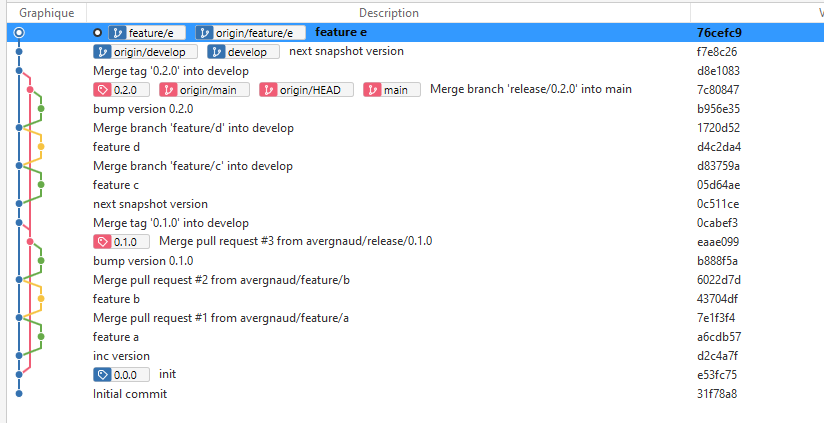 Graphique Description V
feature/e origin/feature/e feature e 76cefc9
origin/develop develop next snapshot version f7e8c26
Merge tag '0.2.0' into develop d8e1083
0.2.0 origin/main origin/HEAD main Merge branch 'release/0.2.0' into main 7c80847
bump version 0.2.0 b956e35
Merge branch 'feature/d' into develop 1720d52
feature d d4c2da4
Merge branch 'feature/c' into develop d83759a
feature c 05d64ae
next snapshot version 0c511ce
Merge tag '0.1.0' into develop 0cabef3
0.1.0 Merge pull request #3 from avergnaud/release/0.1.0 eaae099
bump version 0.1.0 b888f5a
Merge pull request #2 from avergnaud/feature/b 6022d7d
feature b 43704df
Merge pull request #1 from avergnaud/feature/a 7e1f3f4
feature a a6cdb57
inc version d2c4a7f
0.0.0 init e53fc75
Initial commit 31f78a8